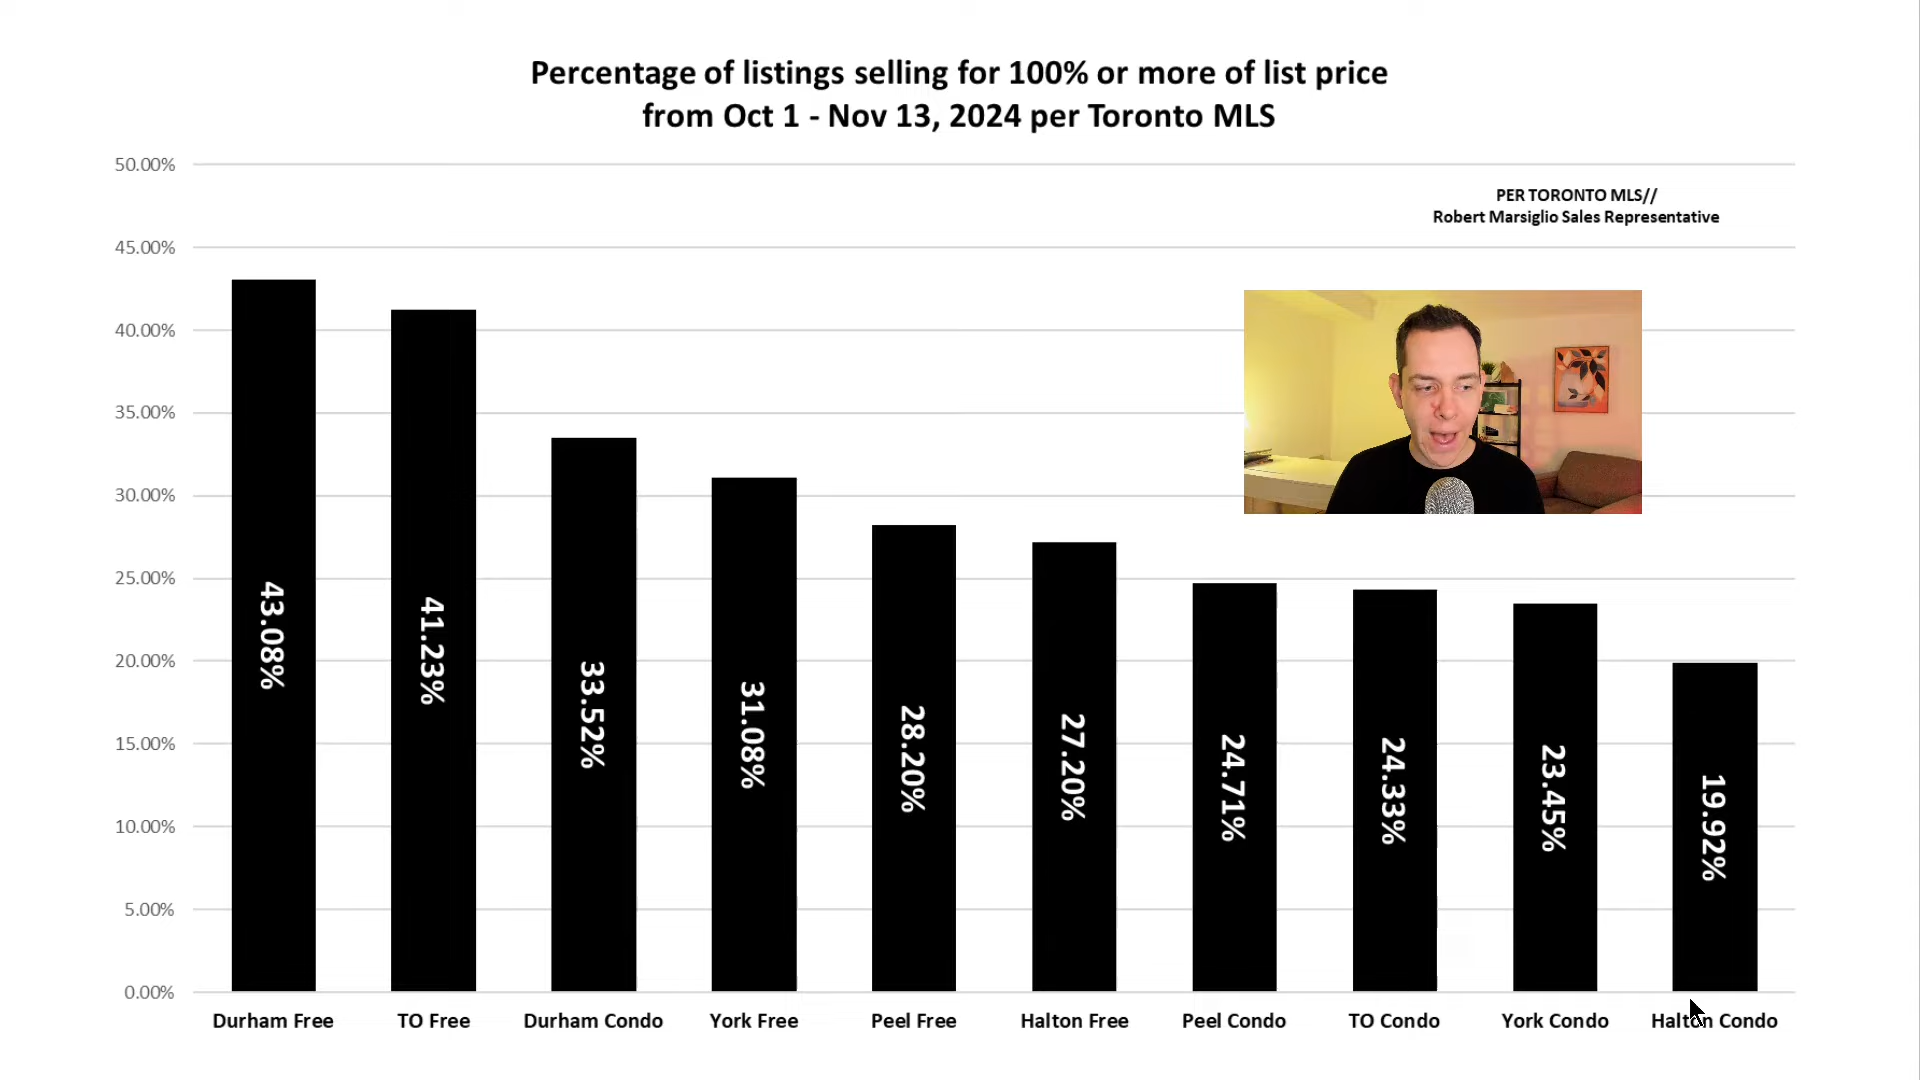 Percentage of listings selling for 100% or more of list price
from Oct 1 - Nov 13, 2024 per Toronto MLS
50.00%
PER TORONTO MLS//
Robert Marsiglio Sales Representative
45.00%
40.00%
35.00%
30.00%
25.00%
20.00%
15.00%
10.00%
5.00%
0.00%
43.08%
41.23%
33.52%
31.08%
28.20%
27.20%
24.71%
24.33%
23.45%
19.92%
Durham Free
TO Free
Durham Condo
York Free
Peel Free
Halton Free
Peel Condo
TO Condo
York Condo
Halton Condo